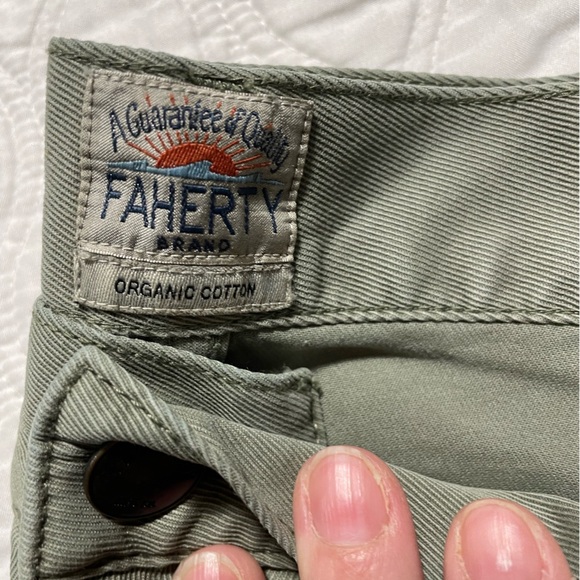 A Guarantee of Quality
FAHERTY
BRAND
ORGANIC COTTON